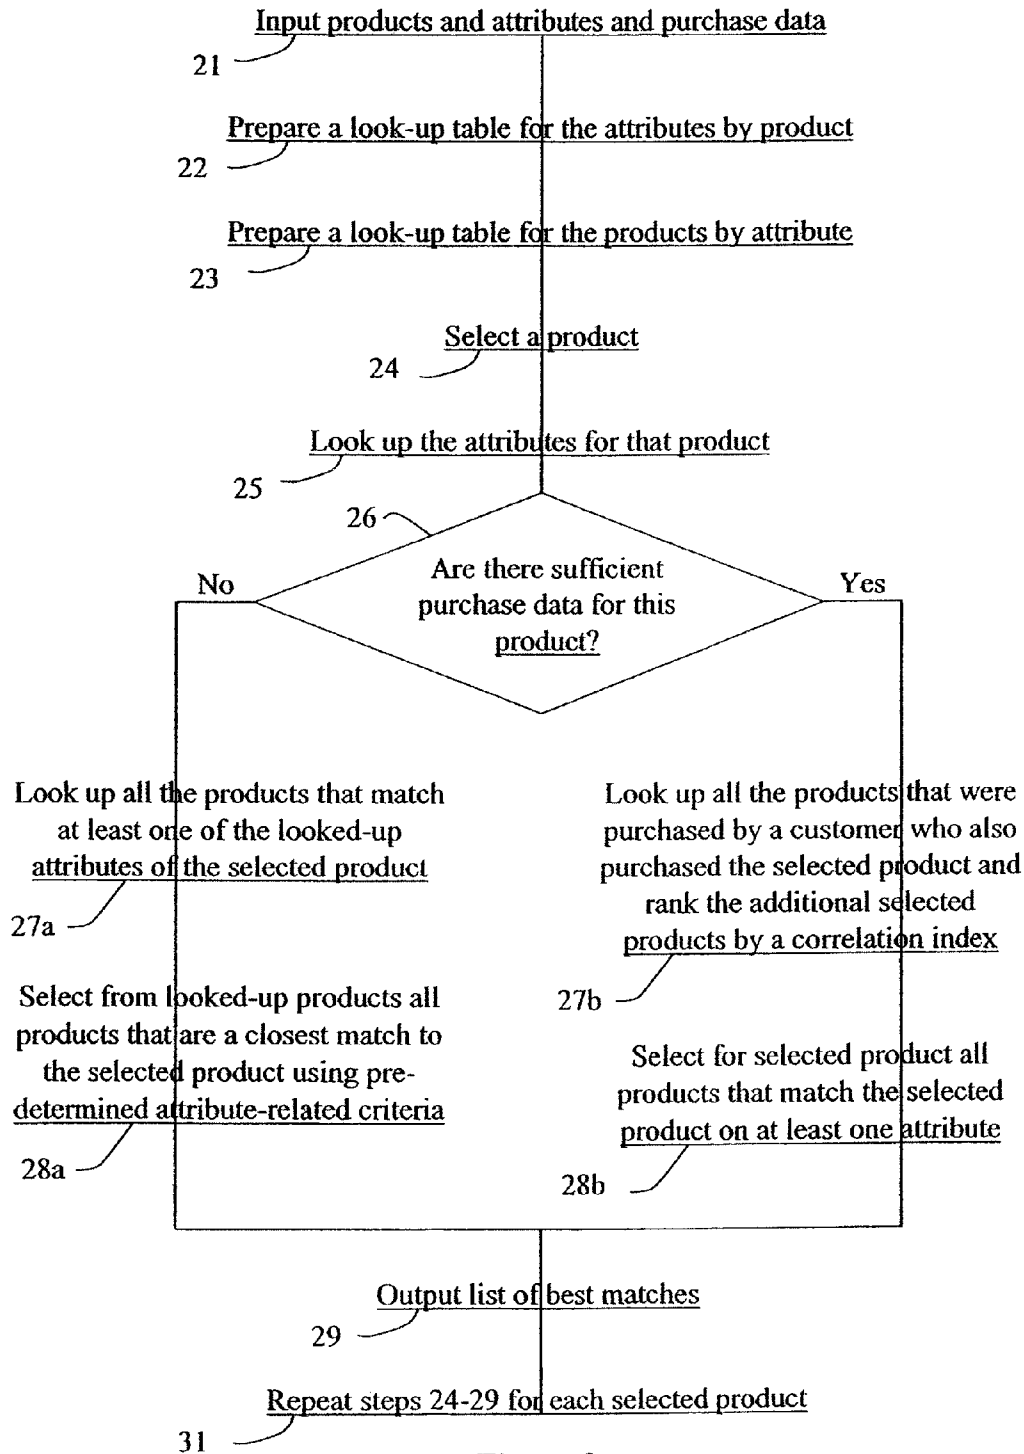 Input products and attributes and purchase data
21
Prepare a look-up table for the attributes by product
22
Prepare a look-up table for the products by attribute
23
Select a product
24
Look up the attributes for that product
25
26
Are there sufficient
purchase data for this
product?
No
Yes
Look up all the products that match
at least one of the looked-up
attributes of the selected product
27a
Select from looked-up products all
products that are a closest match to
the selected product using pre-
determined attribute-related criteria
28a
Look up all the products that were
purchased by a customer who also
purchased the selected product and
rank the additional selected
products by a correlation index
27b
Select for selected product all
products that match the selected
product on at least one attribute
28b
Output list of best matches
29
Repeat steps 24-29 for each selected product
31